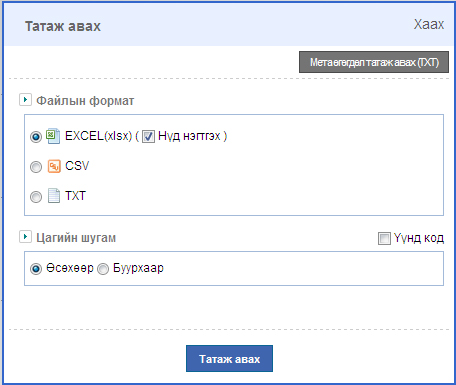 Татаж авах
Хаах
Мета өгөгдөл татаж авах (TXT)
Файлын формат
EXCEL(xlsx) ( Нүд нэгтгэх )
CSV
TXT
Цагийн шугам
Үүнд код
Өсөхөөр Буурхаар
Татаж авах